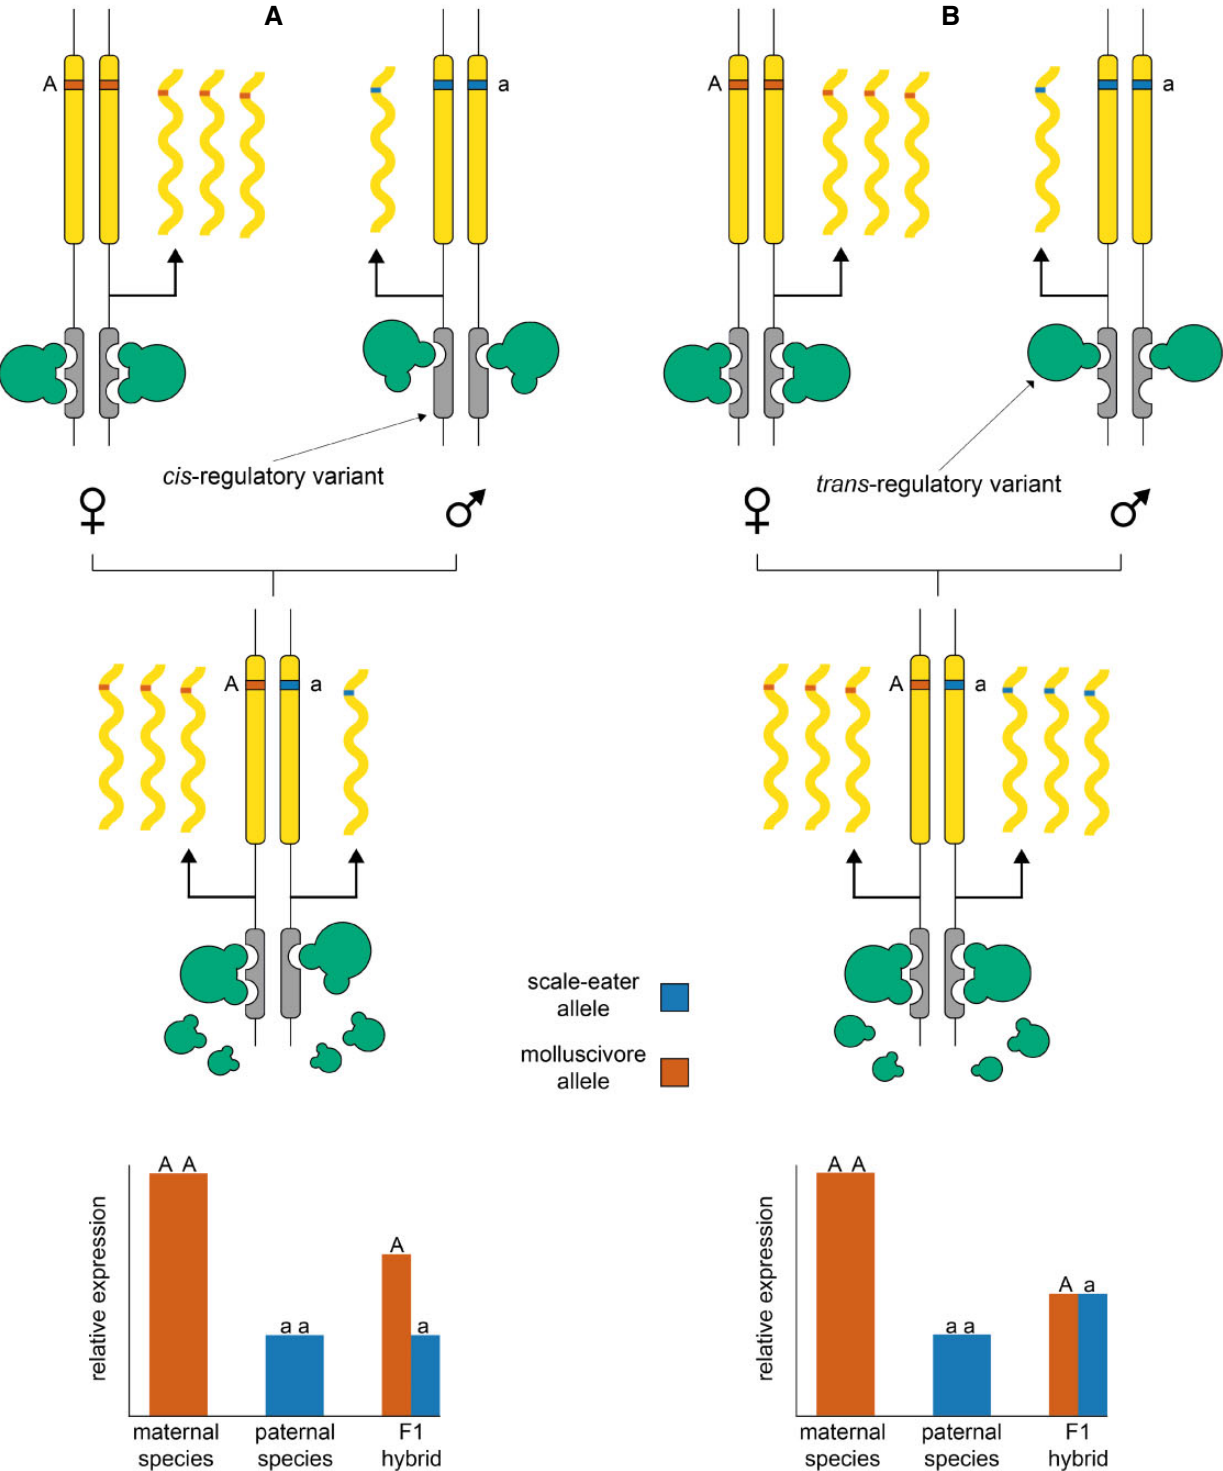 A
B
A
a
A
a
cis-regulatory variant
trans-regulatory variant
♀
♂
♀
♂
A
a
A
a
scale-eater
allele
molluscivore
allele
relative expression
A A
a a
A
a
maternal
species
paternal
species
F1
hybrid
relative expression
A A
a a
A a
maternal
species
paternal
species
F1
hybrid